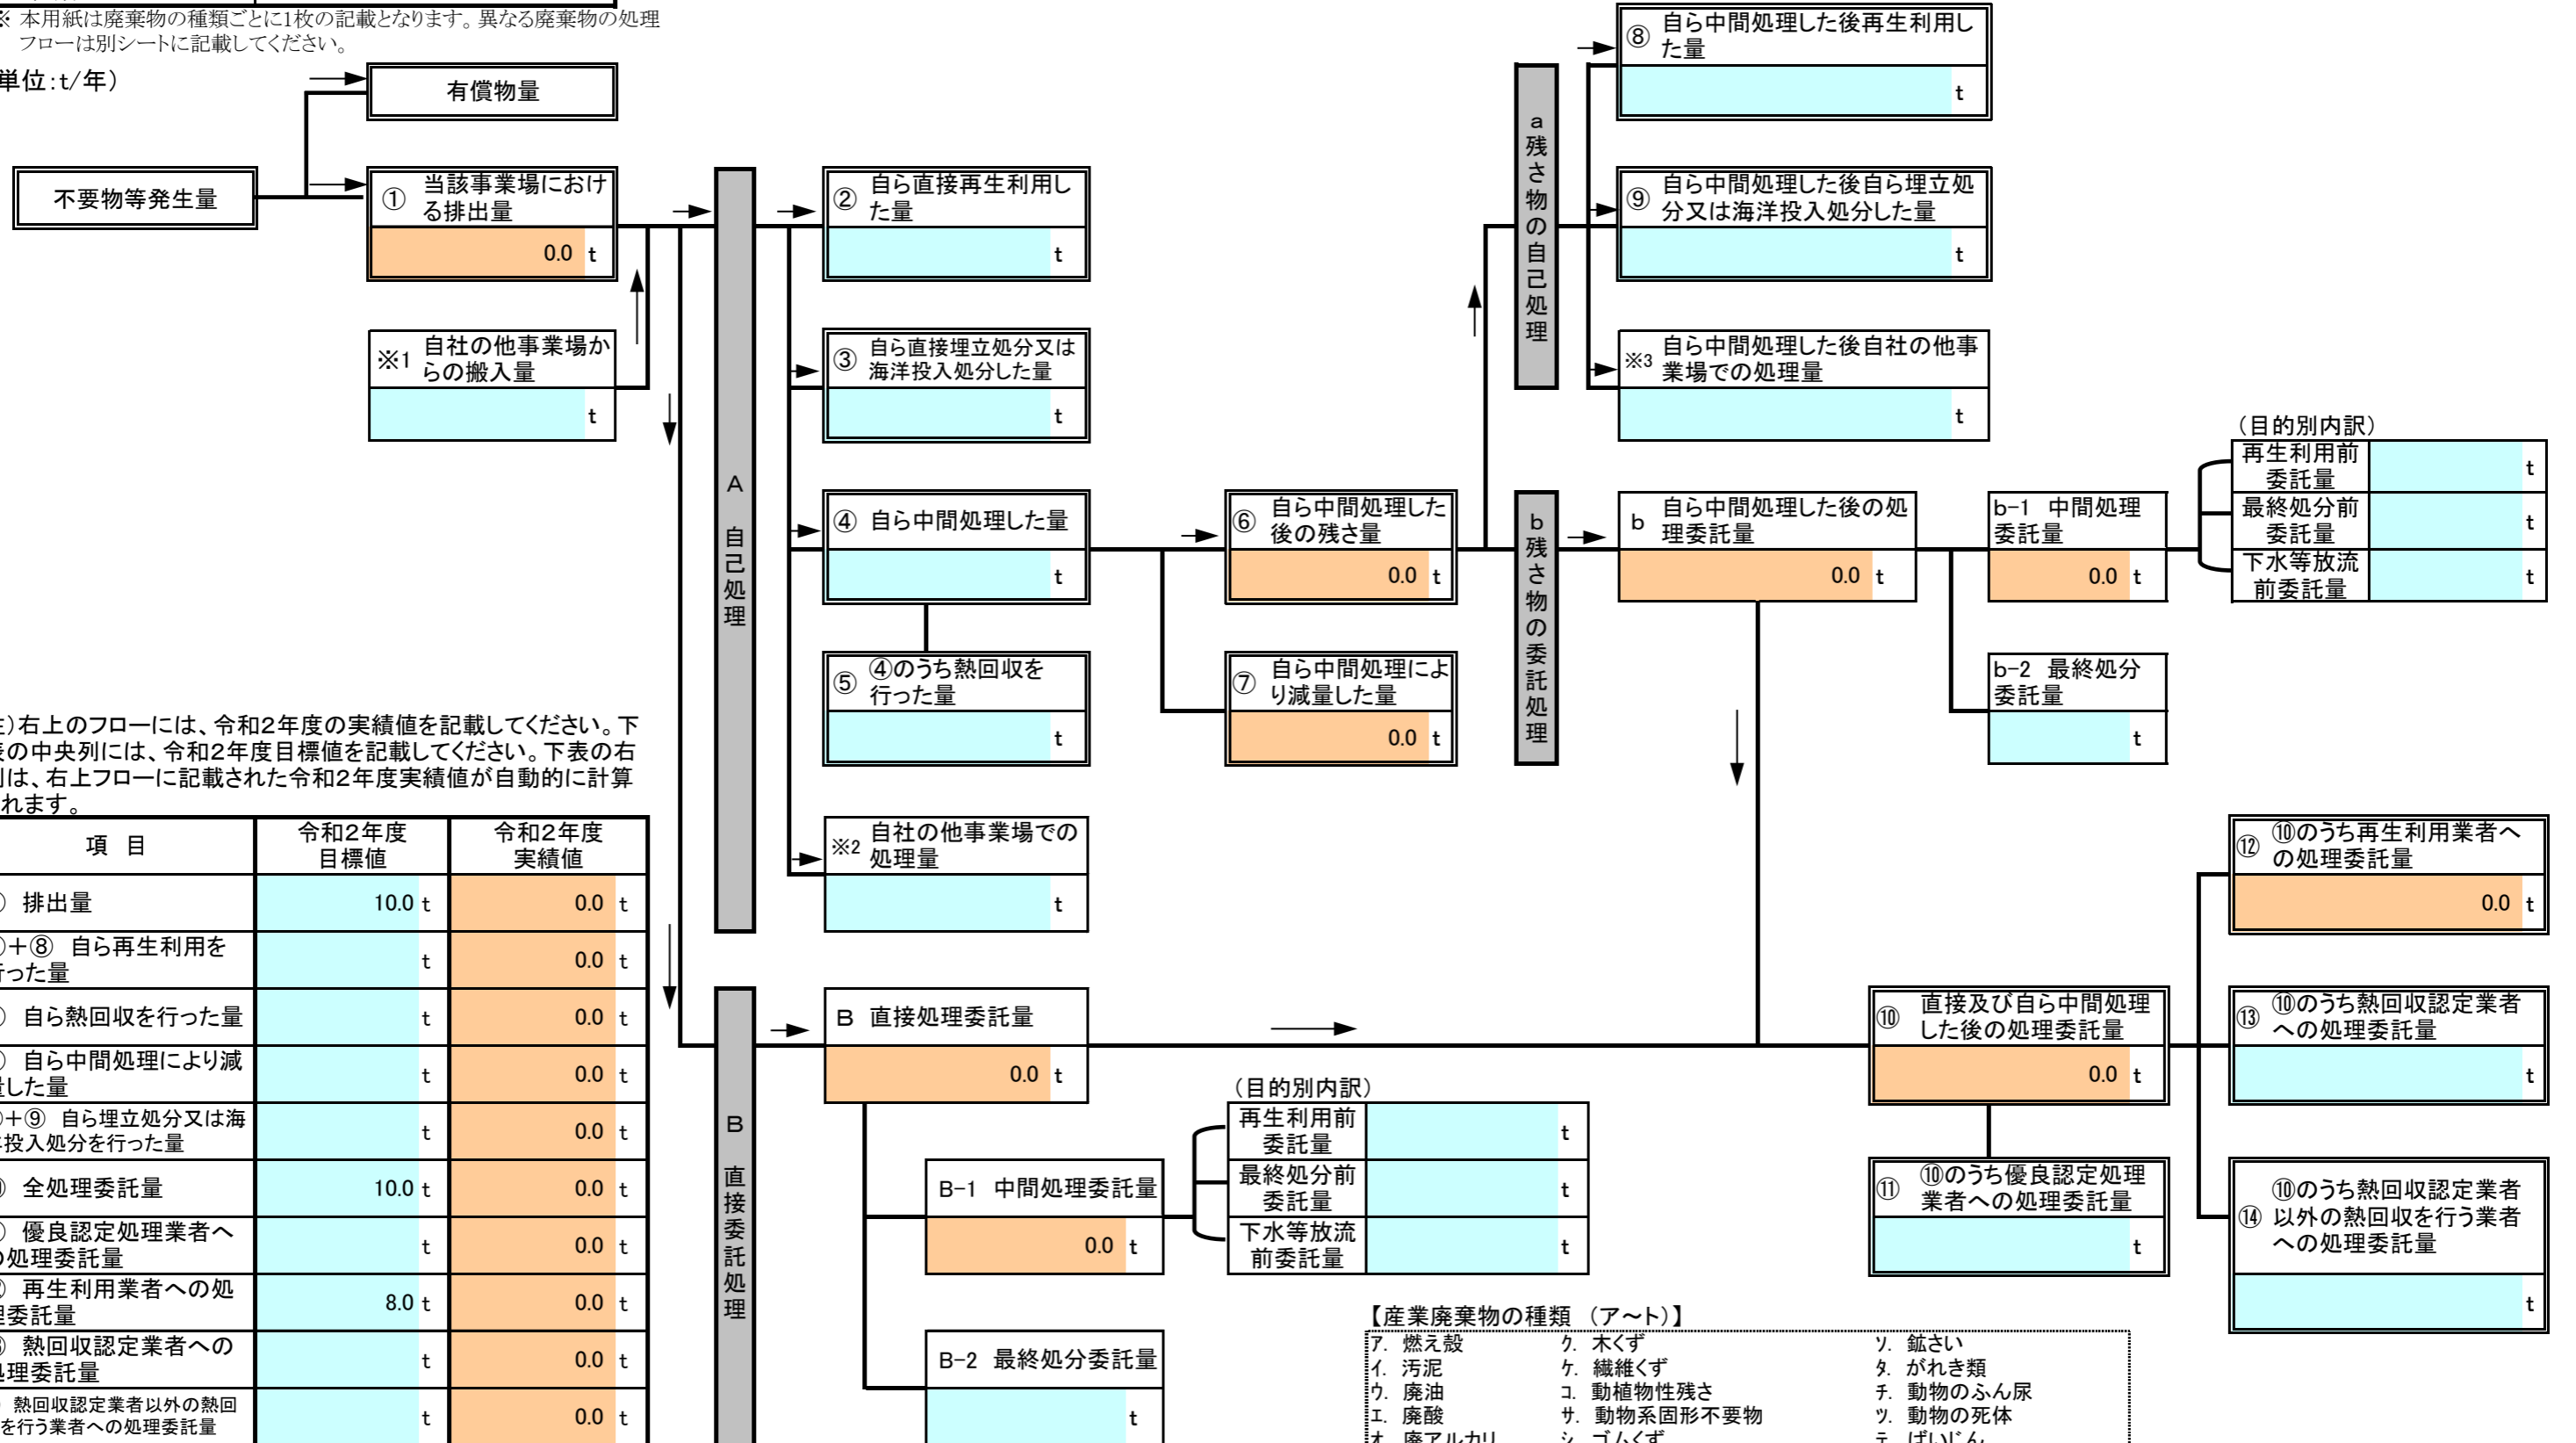 ※ 本用紙は廃棄物の種類ごとに1枚の記載となります。異なる廃棄物の処理
フローは別シートに記載してください。
単位：t/年）
有償物量
不要物等発生量
① 当該事業場におけ
る排出量
0.0 t
※1 自社の他事業場か
らの搬入量
t
A 自己処理
② 自ら直接再生利用し
た量
t
③ 自ら直接埋立処分又は
海洋投入処分した量
t
④ 自ら中間処理した量
t
⑤ ④のうち熱回収を
行った量
t
※2 自社の他事業場での
処理量
t
⑥ 自ら中間処理した
後の残さ量
0.0 t
⑦ 自ら中間処理によ
り減量した量
0.0 t
a 残さ物の自己処理
⑧ 自ら中間処理した後再生利用し
た量
t
⑨ 自ら中間処理した後自ら埋立処
分又は海洋投入処分した量
t
※3 自ら中間処理した後自社の他事
業場での処理量
t
b 残さ物の委託処理
b 自ら中間処理した後の処
理委託量
0.0 t
b-1 中間処理
委託量
0.0 t
b-2 最終処分
委託量
t
（目的別内訳）
再生利用前
委託量
t
最終処分前
委託量
t
下水等放流
前委託量
t
）右上のフローには、令和2年度の実績値を記載してください。下
の中央列には、令和2年度目標値を記載してください。下表の右
は、右上フローに記載された令和2年度実績値が自動的に計算
れます。
項 目
令和2年度
目標値
令和2年度
実績値
排出量
10.0 t
0.0 t
＋⑧ 自ら再生利用を
行った量
t
0.0 t
自ら熱回収を行った量
t
0.0 t
自ら中間処理により減
量した量
t
0.0 t
＋⑨ 自ら埋立処分又は海
洋投入処分を行った量
t
0.0 t
全処理委託量
10.0 t
0.0 t
優良認定処理業者へ
の処理委託量
t
0.0 t
再生利用業者への処
理委託量
8.0 t
0.0 t
熱回収認定業者への
処理委託量
t
0.0 t
熱回収認定業者以外の熱回
を行う業者への処理委託量
t
0.0 t
B 直接委託処理
B 直接処理委託量
0.0 t
B-1 中間処理委託量
0.0 t
B-2 最終処分委託量
t
（目的別内訳）
再生利用前
委託量
t
最終処分前
委託量
t
下水等放流
前委託量
t
⑩ 直接及び自ら中間処理
した後の処理委託量
0.0 t
⑪ ⑩のうち優良認定処理
業者への処理委託量
t
⑫ ⑩のうち再生利用業者へ
の処理委託量
0.0 t
⑬ ⑩のうち熱回収認定業者
への処理委託量
t
⑭ ⑩のうち熱回収認定業者
以外の熱回収を行う業者
への処理委託量
t
【産業廃棄物の種類 （ア～ト）】
ア. 燃え殻 ク. 木くず ソ. 鉱さい
イ. 汚泥 ケ. 繊維くず タ. がれき類
ウ. 廃油 コ. 動植物性残さ チ. 動物のふん尿
エ. 廃酸 サ. 動物系固形不要物 ツ. 動物の死体
オ. 廃アルカリ シ. ゴムくず テ. ばいじん